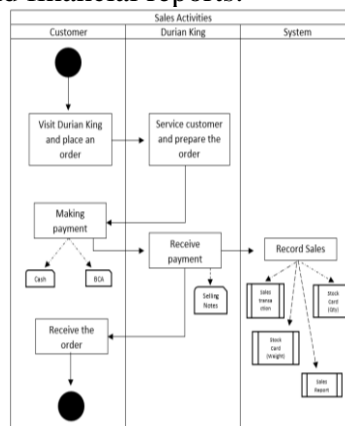 d financial reports.
Sales Activities
Customer
Durian King
System
Visit Durian King
and place an
order
Service customer
and prepare the
order
Making
payment
Receive
payment
Record Sales
Cash
BCA
Selling
Notes
Sales
transa
ction
Stock
Card
(Qty)
Stock
Card
(Weight)
Sales
Report
Receive the
order